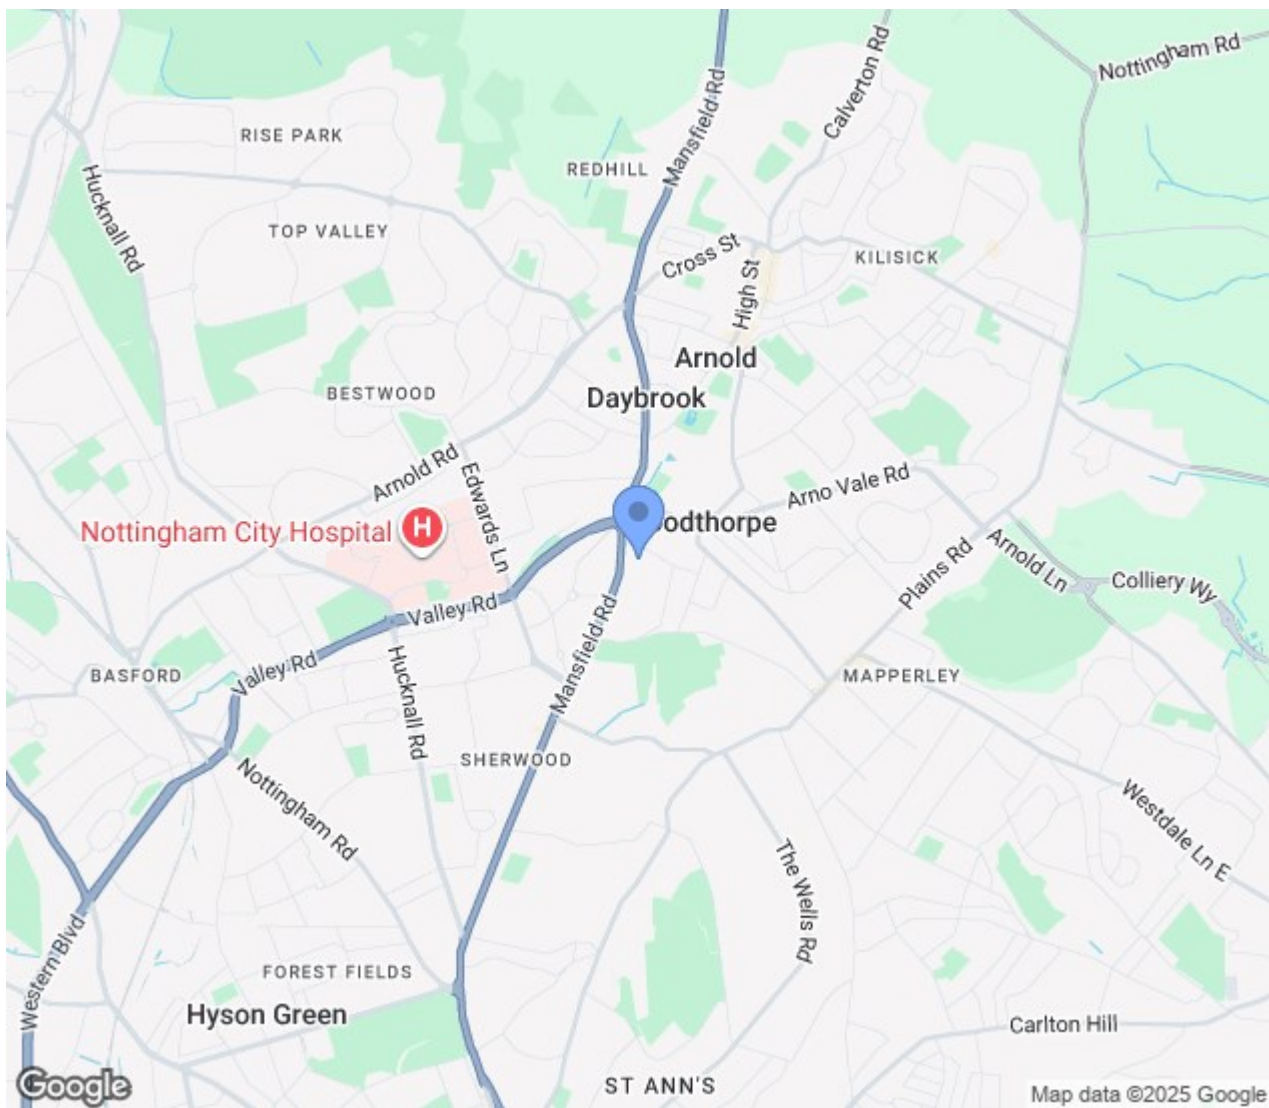 Nottingham Rd
Calverton Rd
Mansfield Rd
RISE PARK
REDHILL
Hucknall Rd
TOP VALLEY
Cross St
KILISICK
High St
Arnold
BESTWOOD
Daybrook
Arnold Rd
Edwards Ln
Arno Vale Rd
Nottingham City Hospital
H
odthorpe
Plains Rd
Arnold Ln
Colliery Wy
Valley Rd
Mansfield Rd
BASFORD
Valley Rd
Hucknall Rd
MAPPERLEY
SHERWOOD
Nottingham Rd
Westdale Ln E
The Wells Rd
Western Blvd
FOREST FIELDS
Hyson Green
Carlton Hill
ST ANN'S
Google
Map data ©2025 Google